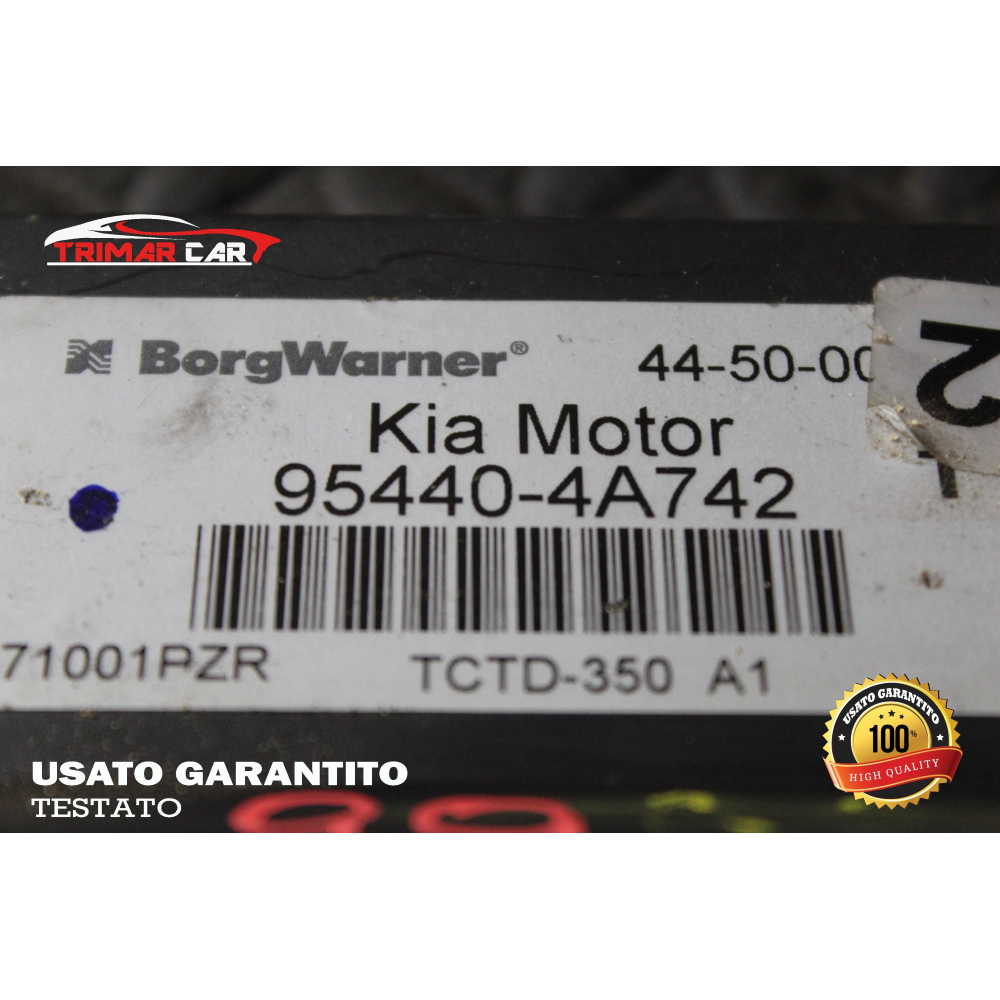 TRIMAR CAR
BorgWarner®
44-50-00
Kia Motor
95440-4A742
71001PZR
TCTD-350 A1
2
USATO GARANTITO
TESTATO
USATO GARANTITO
100%
HIGH QUALITY